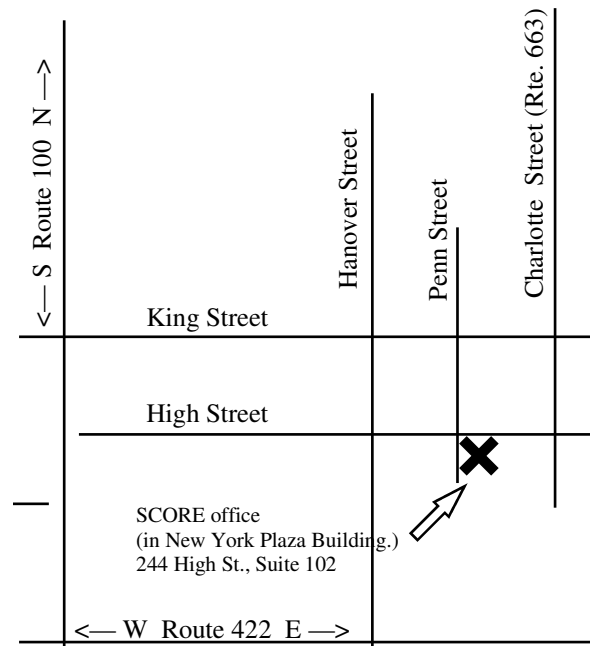 <— S Route 100 N —>
Hanover Street
Penn Street
Charlotte Street (Rte. 663)
King Street
High Street
SCORE office
(in New York Plaza Building.)
244 High St., Suite 102
<— W Route 422 E —>